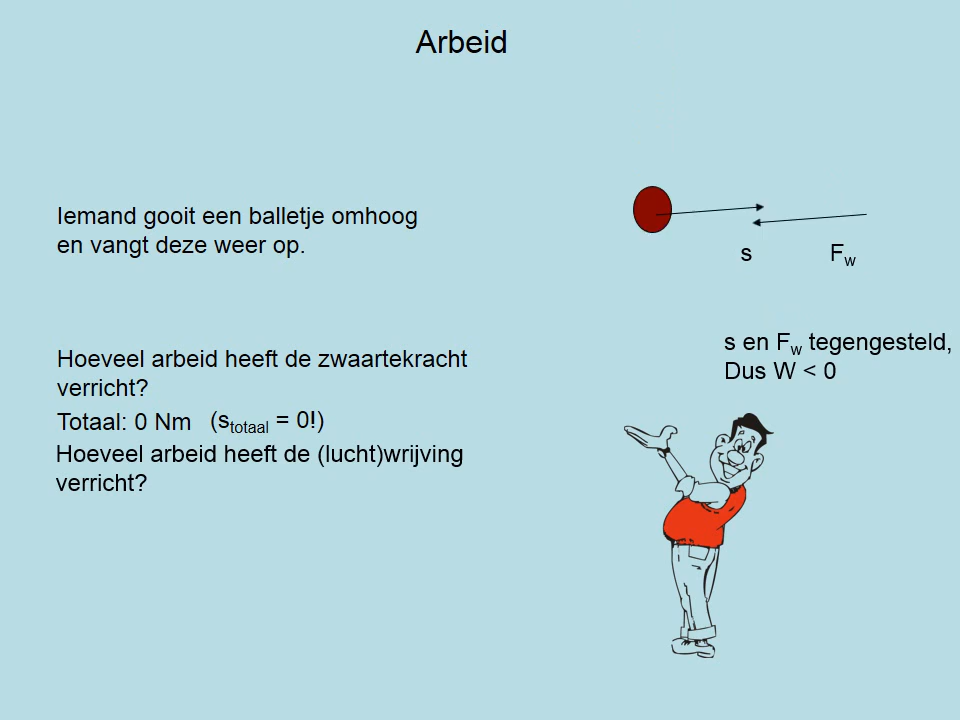 Arbeid
Iemand gooit een balletje omhoog
en vangt deze weer op.
s
Fw
s en Fw tegengesteld,
Dus W < 0
Hoeveel arbeid heeft de zwaartekracht
verricht?
Totaal: 0 Nm (stotaal = 0!)
Hoeveel arbeid heeft de (lucht)wrijving
verricht?